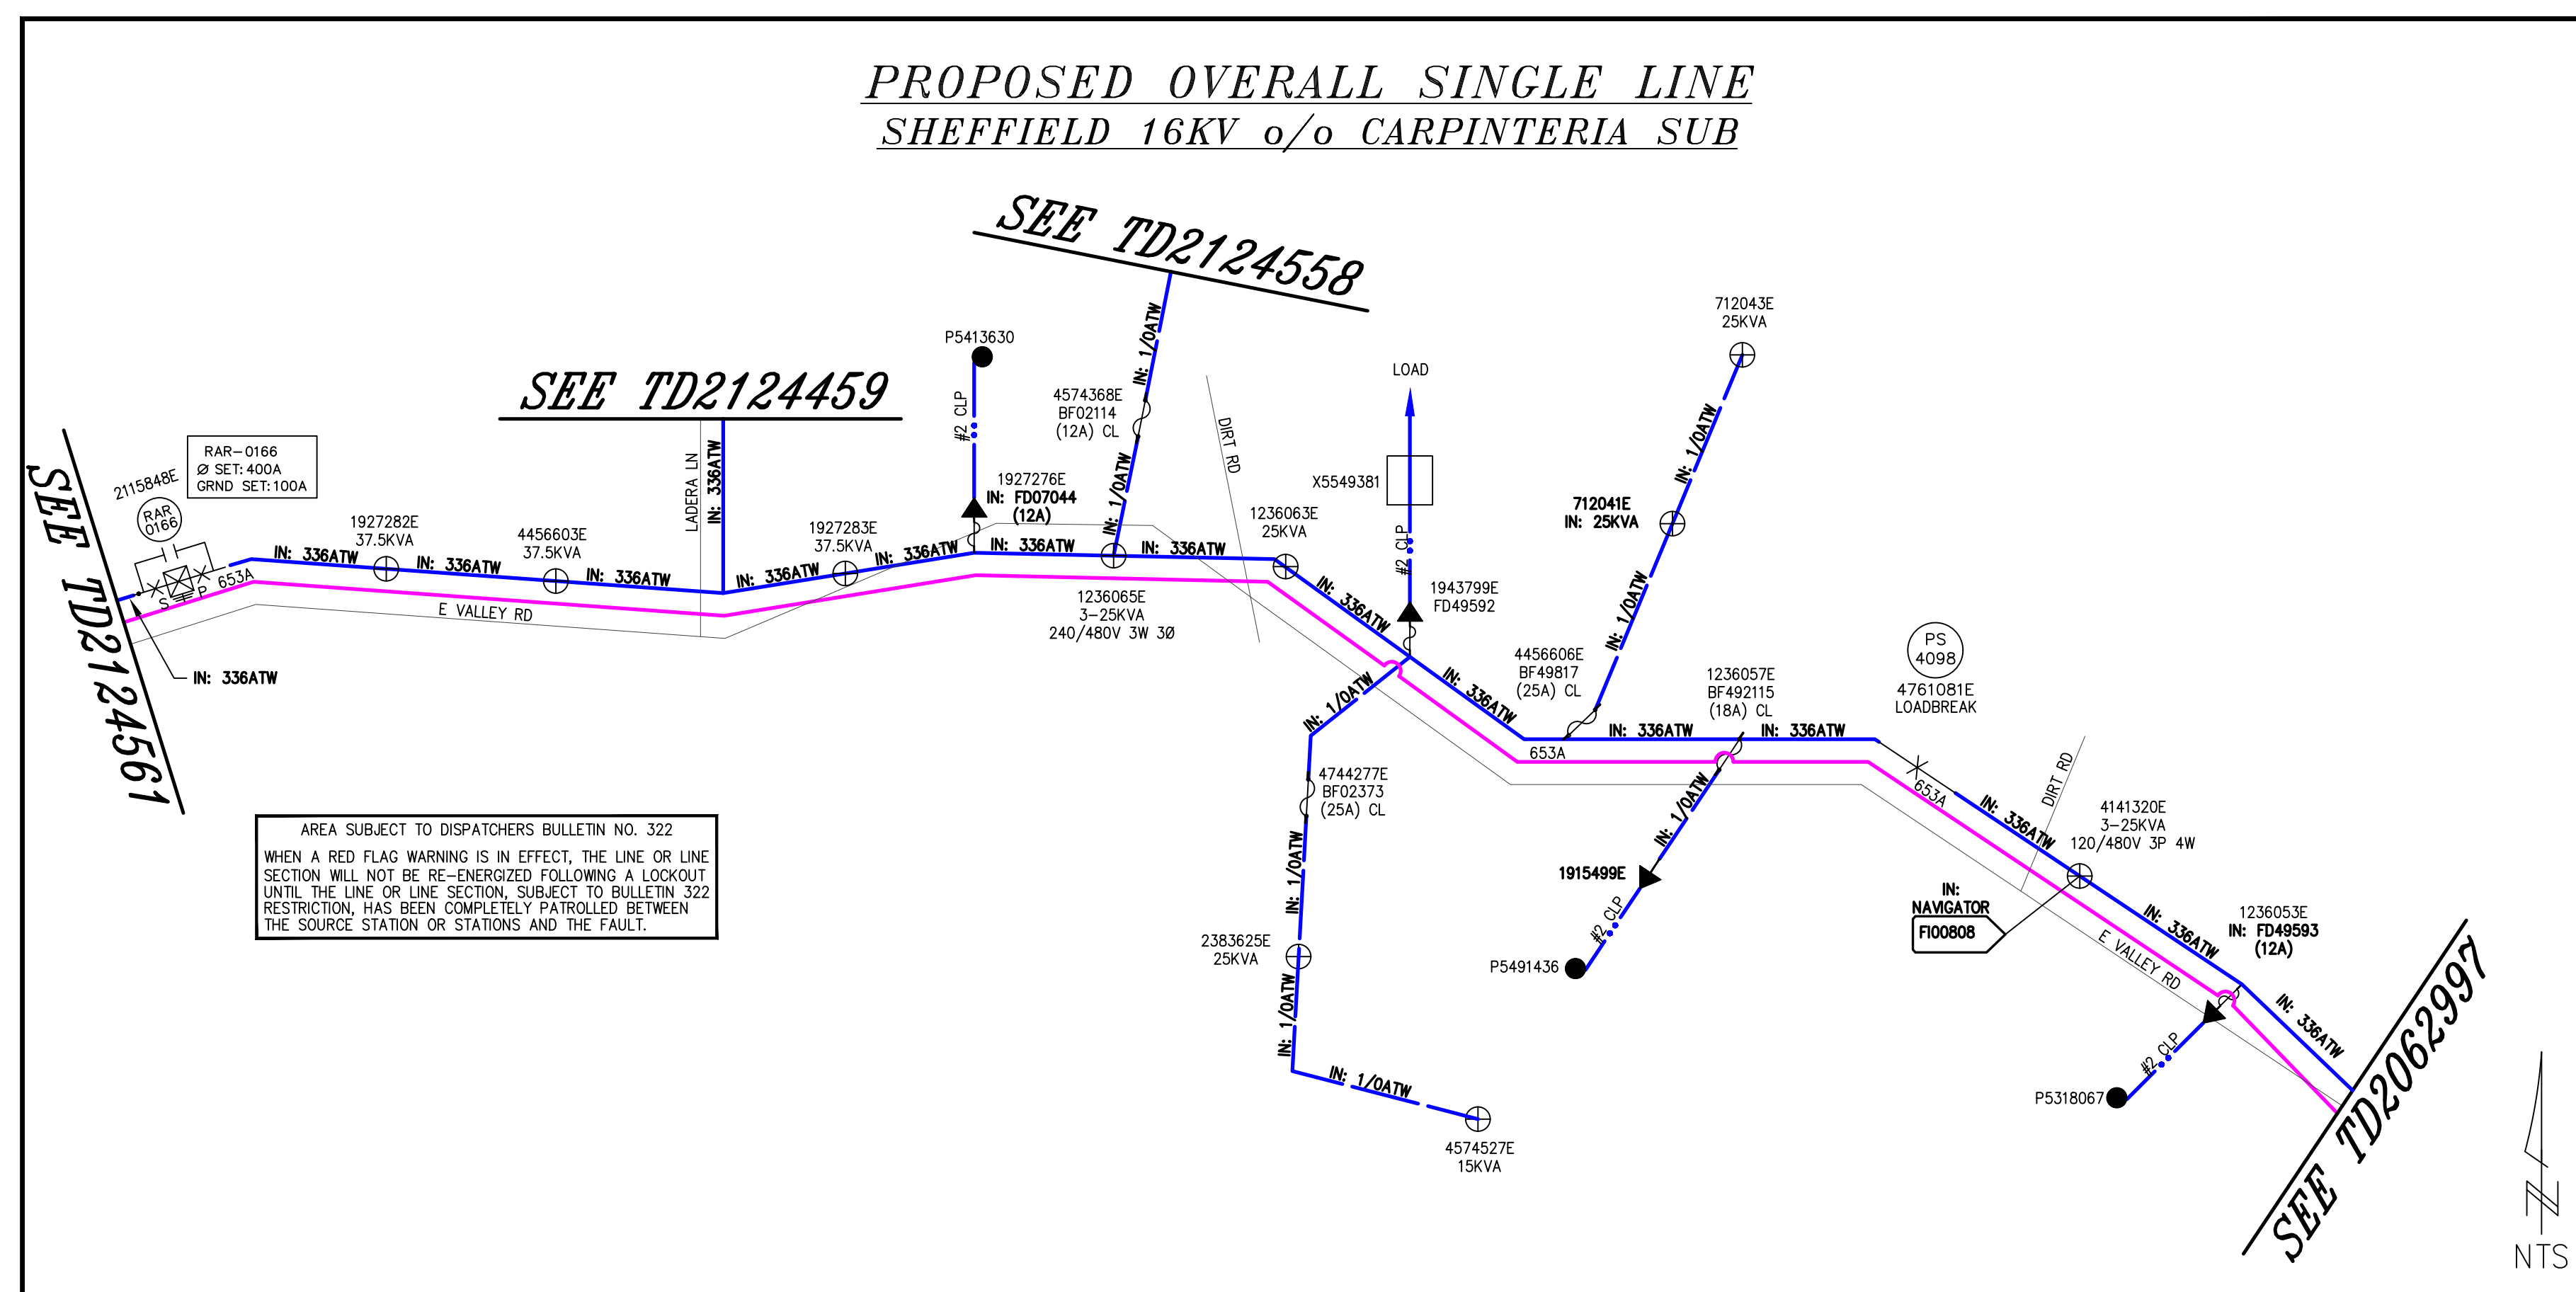 PROPOSED OVERALL SINGLE LINE
SHEFFIELD 16KV o/o CARPINTERIA SUB
SEE TD2124558
SEE TD2124459
SEE TD2124561
SEE TD2062997
2115848E
RAR
0166
RAR-0166
Ø SET: 400A
GRND SET: 100A
S
P
653A
IN: 336ATW
IN: 336ATW
1927282E
37.5KVA
IN: 336ATW
4456603E
37.5KVA
IN: 336ATW
E VALLEY RD
LADERA LN
IN: 336ATW
IN: 336ATW
1927283E
37.5KVA
IN: 336ATW
P5413630
#2 CLP
1927276E
IN: FD07044
(12A)
IN: 336ATW
IN: 1/0ATW
4574368E
BF02114
(12A) CL
IN: 1/0ATW
IN: 1/0ATW
1236065E
3-25KVA
240/480V 3W 3Ø
IN: 336ATW
DIRT RD
1236063E
25KVA
IN: 336ATW
LOAD
X5549381
#2 CLP
1943799E
FD49592
IN: 1/0ATW
4744277E
BF02373
(25A) CL
IN: 1/0ATW
2383625E
25KVA
IN: 1/0ATW
IN: 1/0ATW
4574527E
15KVA
IN: 336ATW
653A
4456606E
BF49817
(25A) CL
IN: 1/0ATW
712041E
IN: 25KVA
IN: 1/0ATW
712043E
25KVA
IN: 336ATW
1236057E
BF492115
(18A) CL
IN: 336ATW
IN: 1/0ATW
1915499E
#2 CLP
P5491436
PS
4098
4761081E
LOADBREAK
653A
IN: 336ATW
DIRT RD
4141320E
3-25KVA
120/480V 3P 4W
IN:
NAVIGATOR
FI00808
IN: 336ATW
E VALLEY RD
1236053E
IN: FD49593
(12A)
IN: 336ATW
#2 CLP
P5318067
AREA SUBJECT TO DISPATCHERS BULLETIN NO. 322
WHEN A RED FLAG WARNING IS IN EFFECT, THE LINE OR LINE
SECTION WILL NOT BE RE-ENERGIZED FOLLOWING A LOCKOUT
UNTIL THE LINE OR LINE SECTION, SUBJECT TO BULLETIN 322
RESTRICTION, HAS BEEN COMPLETELY PATROLLED BETWEEN
THE SOURCE STATION OR STATIONS AND THE FAULT.
N
NTS